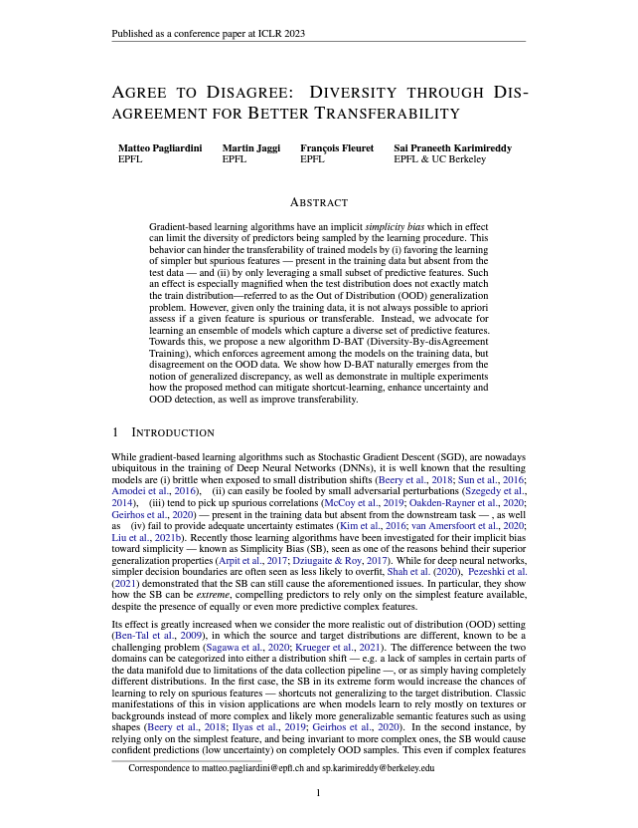 Published as a conference paper at ICLR 2023
AGREE TO DISAGREE: DIVERSITY THROUGH DIS-
AGREEMENT FOR BETTER TRANSFERABILITY
Matteo Pagliardini Martin Jaggi François Fleuret Sai Praneeth Karimireddy
EPFL EPFL EPFL EPFL & UC Berkeley
ABSTRACT
Gradient-based learning algorithms have an implicit simplicity bias which in effect
can limit the diversity of predictors being sampled by the learning procedure. This
behavior can hinder the transferability of trained models by (i) favoring the learning
of simpler but spurious features — present in the training data but absent from the
test data — and (ii) by only leveraging a small subset of predictive features. Such
an effect is especially magnified when the test distribution does not exactly match
the train distribution—referred to as the Out of Distribution (OOD) generalization
problem. However, given only the training data, it is not always possible to apriori
assess if a given feature is spurious or transferable. Instead, we advocate for
learning an ensemble of models which capture a diverse set of predictive features.
Towards this, we propose a new algorithm D-BAT (Diversity-By-disAgreement
Training), which enforces agreement among the models on the training data, but
disagreement on the OOD data. We show how D-BAT naturally emerges from the
notion of generalized discrepancy, as well as demonstrate in multiple experiments
how the proposed method can mitigate shortcut-learning, enhance uncertainty and
OOD detection, as well as improve transferability.
1 INTRODUCTION
While gradient-based learning algorithms such as Stochastic Gradient Descent (SGD), are nowadays
ubiquitous in the training of Deep Neural Networks (DNNs), it is well known that the resulting
models are (i) brittle when exposed to small distribution shifts (Beery et al., 2018; Sun et al., 2016;
Amodei et al., 2016), (ii) can easily be fooled by small adversarial perturbations (Szegedy et al.,
2014), (iii) tend to pick up spurious correlations (McCoy et al., 2019; Oakden-Rayner et al., 2020;
Geirhos et al., 2020) — present in the training data but absent from the downstream task — , as well
as (iv) fail to provide adequate uncertainty estimates (Kim et al., 2016; van Amersfoort et al., 2020;
Liu et al., 2021b). Recently those learning algorithms have been investigated for their implicit bias
toward simplicity — known as Simplicity Bias (SB), seen as one of the reasons behind their superior
generalization properties (Arpit et al., 2017; Dziugaite & Roy, 2017). While for deep neural networks,
simpler decision boundaries are often seen as less likely to overfit, Shah et al. (2020), Pezeshki et al.
(2021) demonstrated that the SB can still cause the aforementioned issues. In particular, they show
how the SB can be extreme, compelling predictors to rely only on the simplest feature available,
despite the presence of equally or even more predictive complex features.
Its effect is greatly increased when we consider the more realistic out of distribution (OOD) setting
(Ben-Tal et al., 2009), in which the source and target distributions are different, known to be a
challenging problem (Sagawa et al., 2020; Krueger et al., 2021). The difference between the two
domains can be categorized into either a distribution shift — e.g. a lack of samples in certain parts
of the data manifold due to limitations of the data collection pipeline —, or as simply having completely
different distributions. In the first case, the SB in its extreme form would increase the chances of
learning to rely on spurious features — shortcuts not generalizing to the target distribution. Classic
manifestations of this in vision applications are when models learn to rely mostly on textures or
backgrounds instead of more complex and likely more generalizable semantic features such as using
shapes (Beery et al., 2018; Ilyas et al., 2019; Geirhos et al., 2020). In the second instance, by
relying only on the simplest feature, and being invariant to more complex ones, the SB would cause
confident predictions (low uncertainty) on completely OOD samples. This even if complex features
Correspondence to matteo.pagliardini@epfl.ch and sp.karimireddy@berkeley.edu
1